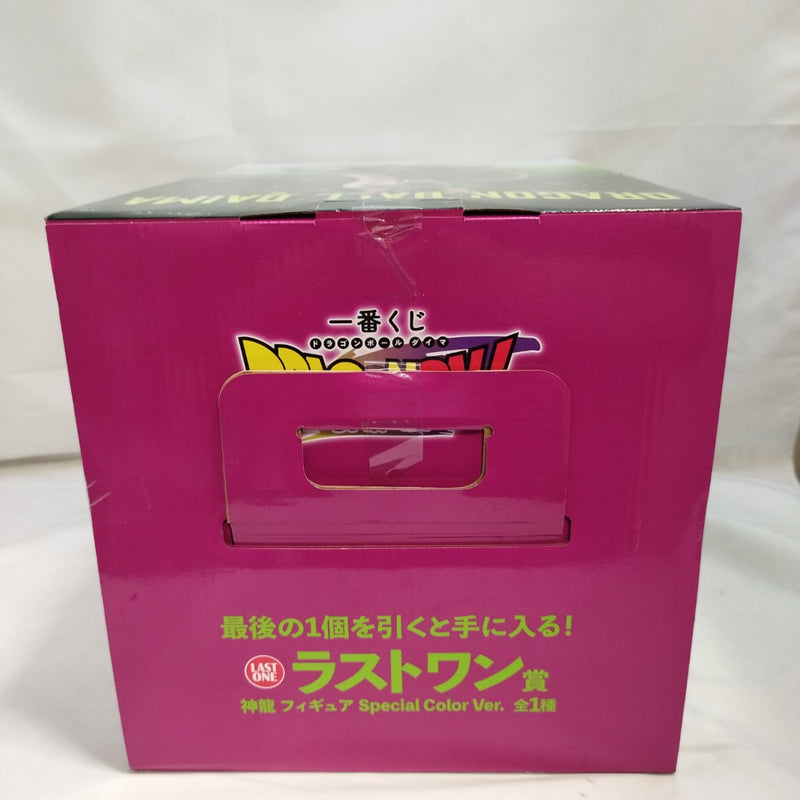 DRAGON BALL DAIMA
一番くじ
ドラゴンボールダイマ
最後の1個を引くと手に入る!
LAST ONE ラストワン賞
神龍 フィギュア Special Color Ver. 全1種